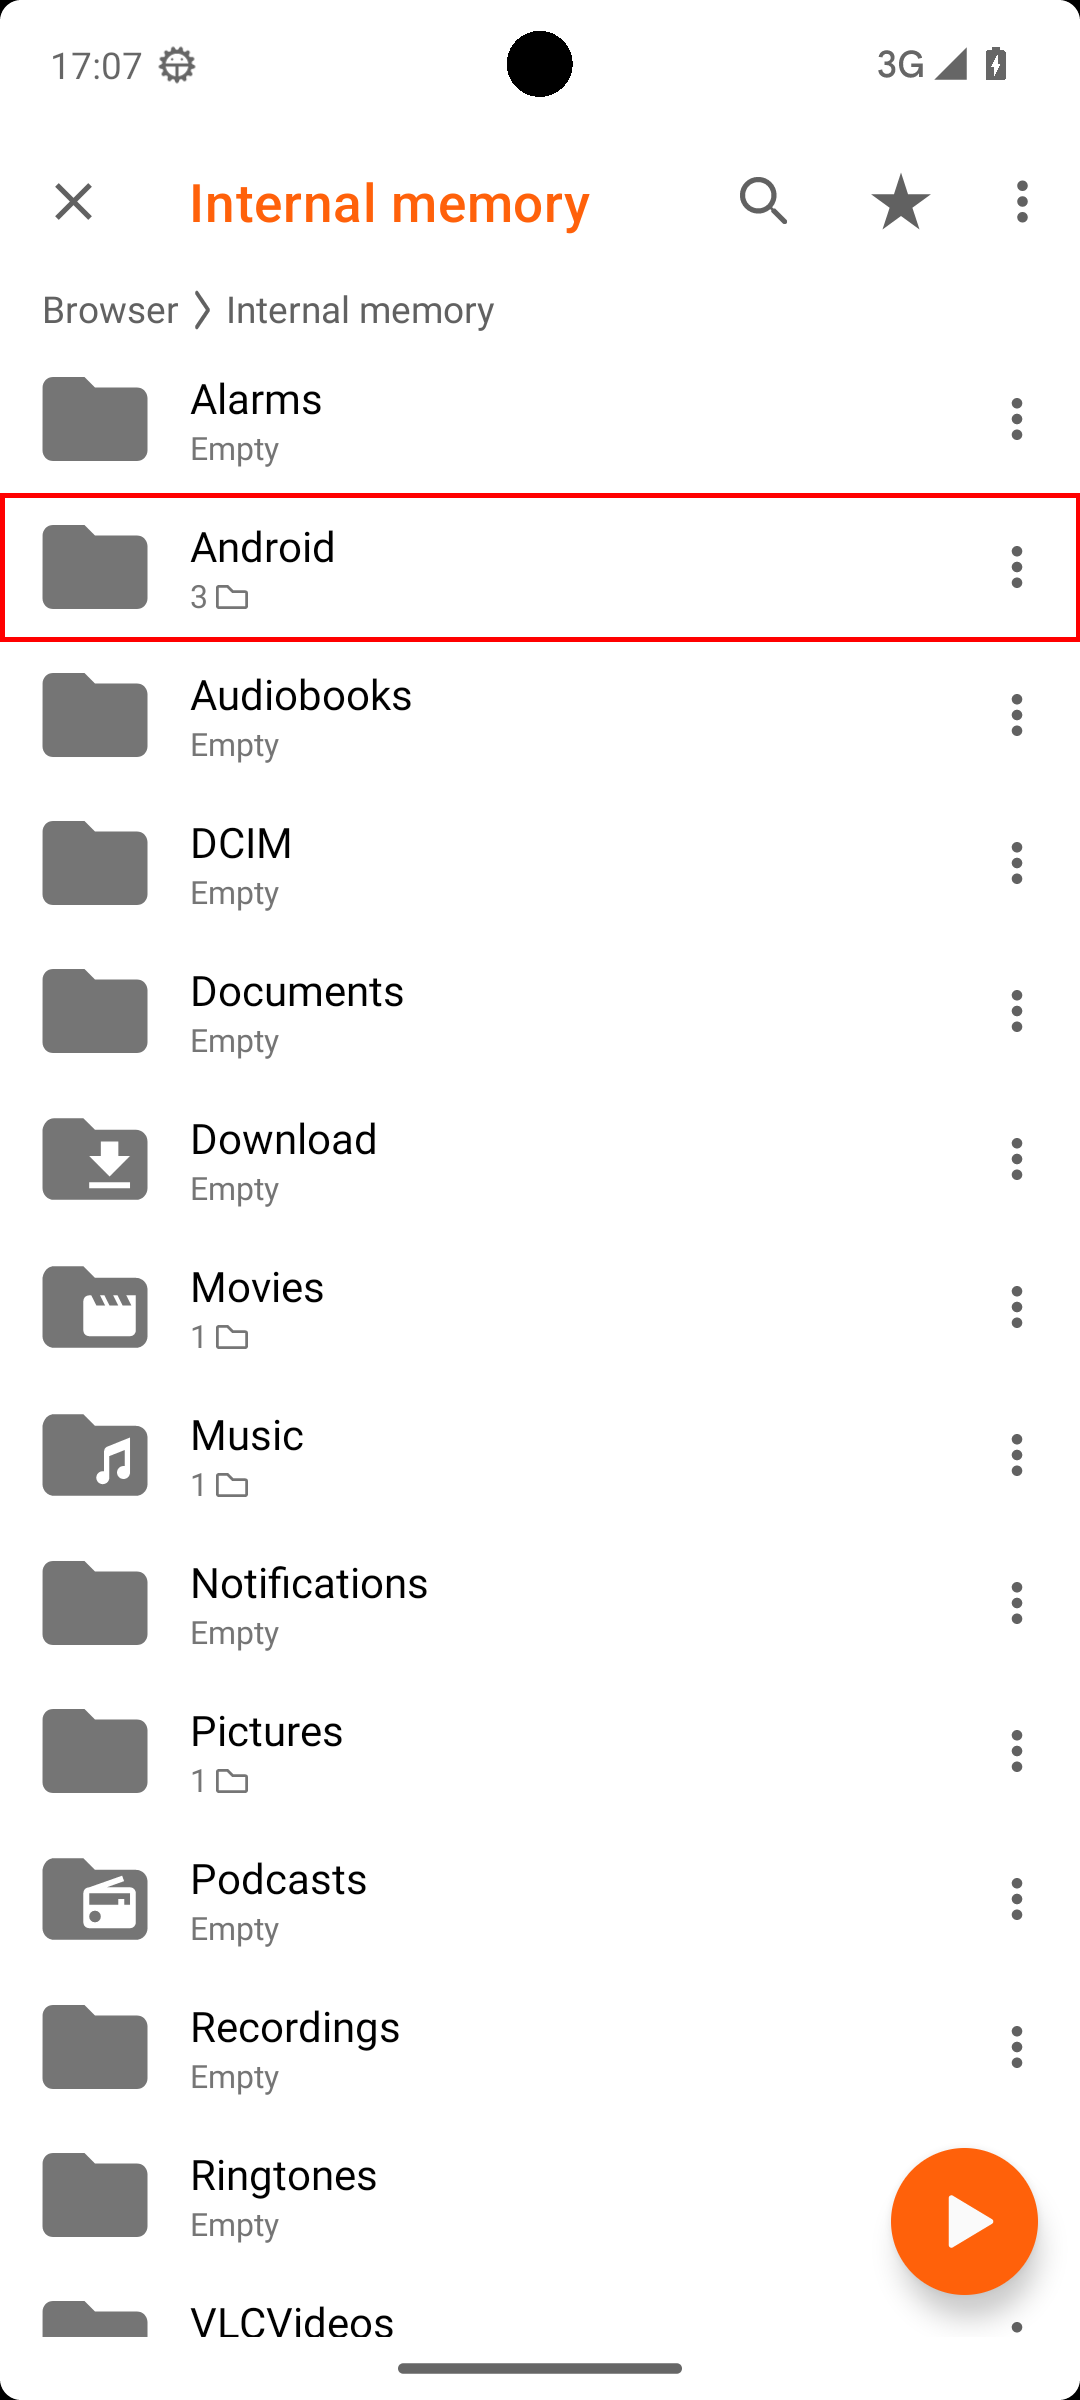 17:07
3G
Internal memory
Browser
Internal memory
Alarms
Empty
Android
3
Audiobooks
Empty
DCIM
Empty
Documents
Empty
Download
Empty
Movies
1
Music
1
Notifications
Empty
Pictures
1
Podcasts
Empty
Recordings
Empty
Ringtones
Empty
VLCVideos